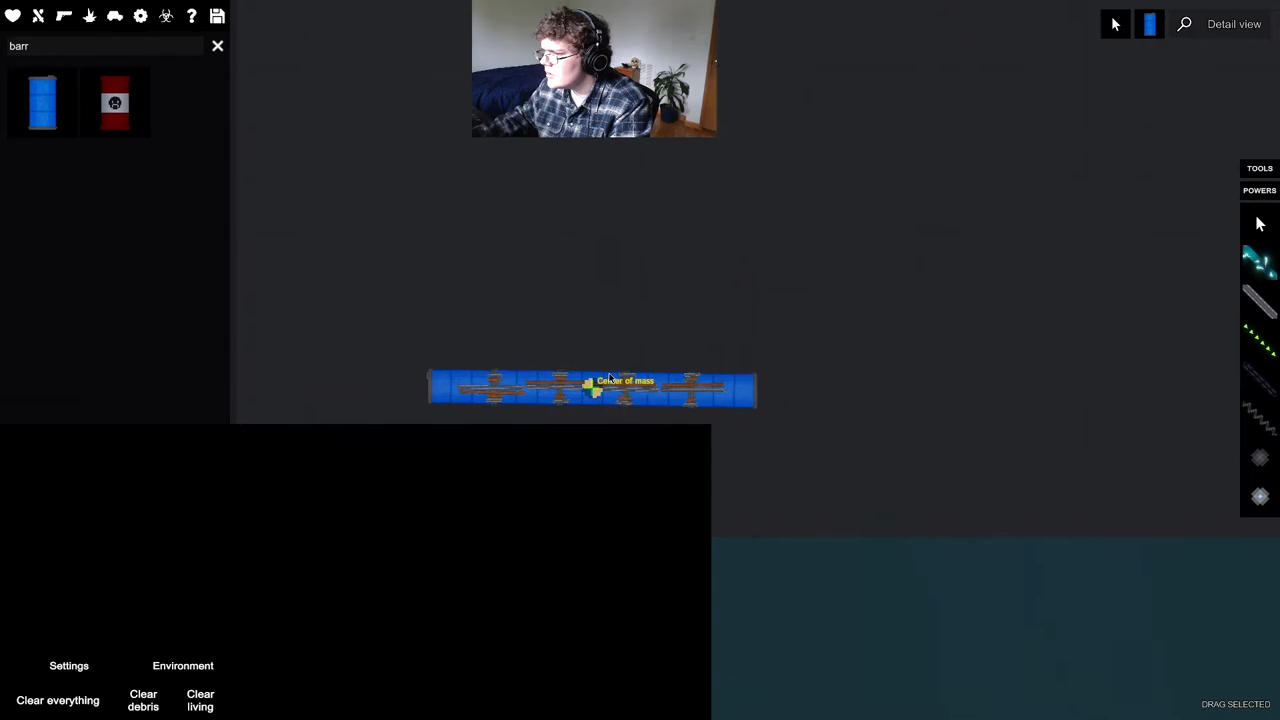 barr
Detail view
TOOLS
POWERS
Center of mass
Settings
Environment
Clear everything
Clear debris
Clear living
DRAG SELECTED